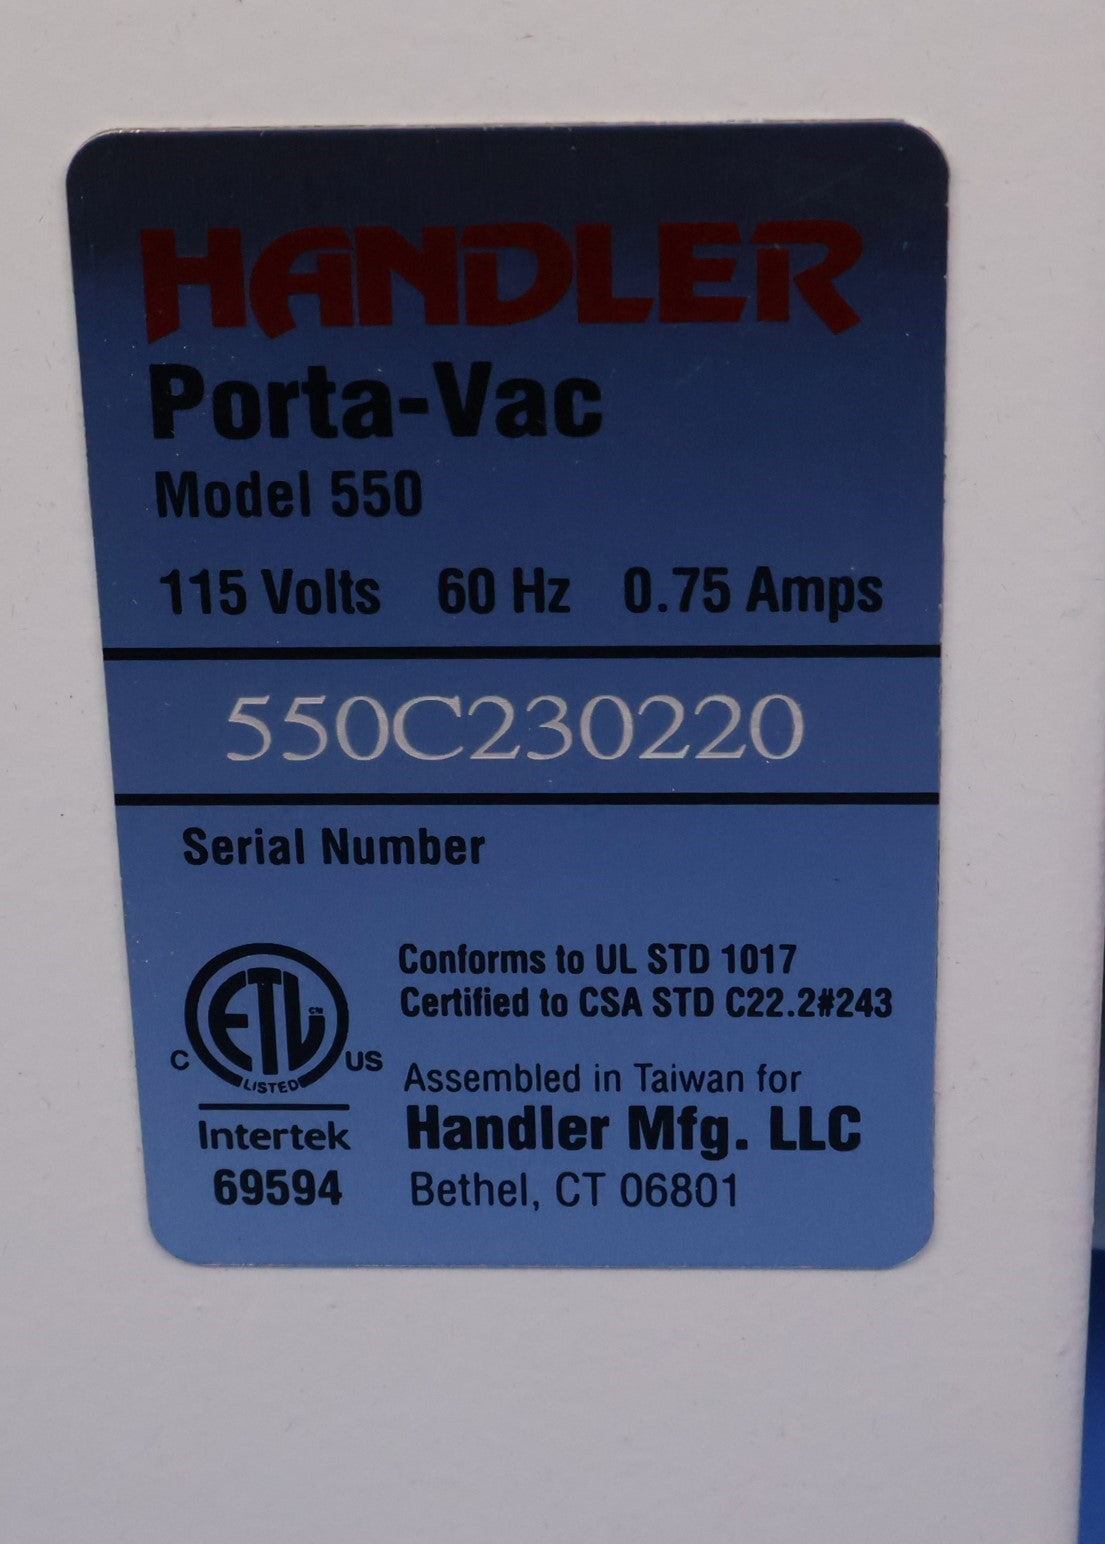 HANDLER
Porta-Vac
Model 550
115 Volts 60 Hz 0.75 Amps
550C230220
Serial Number
ETL CM
LISTED
C US
Intertek
69594
Conforms to UL STD 1017
Certified to CSA STD C22.2#243
Assembled in Taiwan for
Handler Mfg. LLC
Bethel, CT 06801